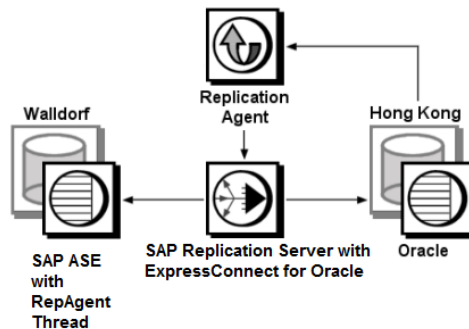 Replication
Agent
Walldorf
Hong Kong
SAP ASE
with
RepAgent
Thread
SAP Replication Server with
ExpressConnect for Oracle
Oracle